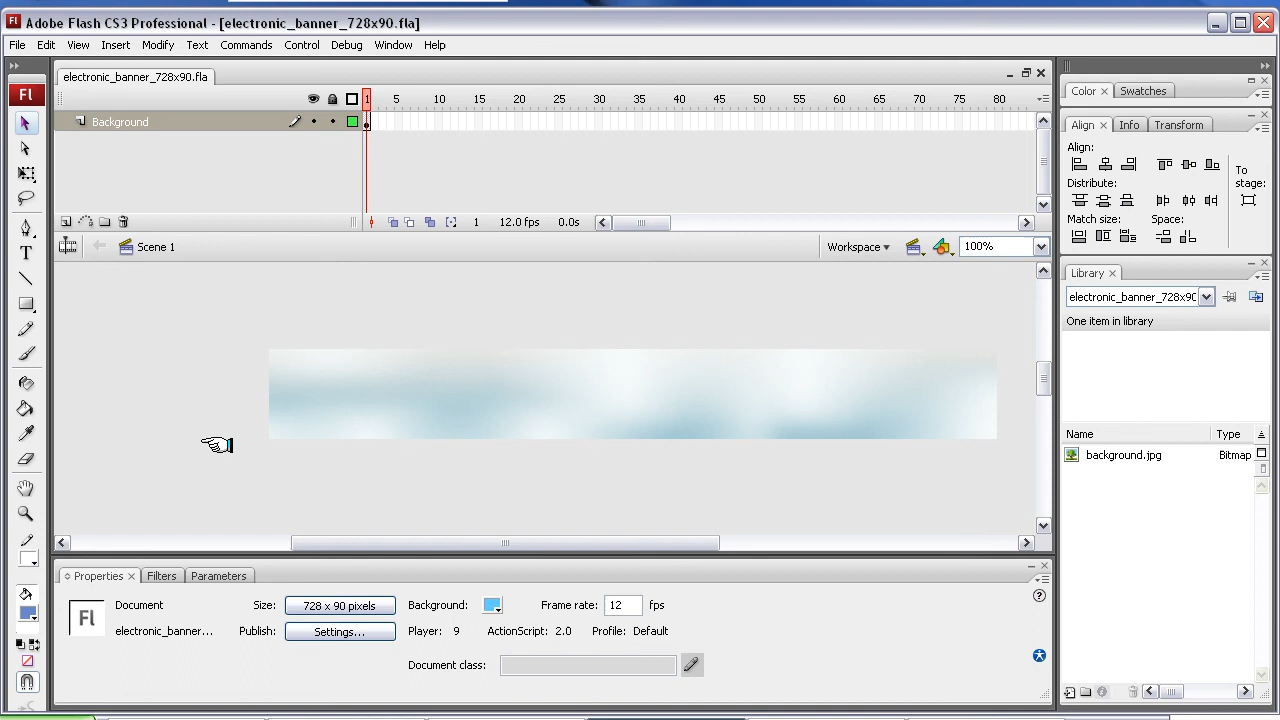 Adobe Flash CS3 Professional - [electronic_banner_728x90.fla]
File Edit View Insert Modify Text Commands Control Debug Window Help
electronic_banner_728x90.fla
1 5 10 15 20 25 30 35 40 45 50 55 60 65 70 75 80
Background
1 12.0 fps 0.0s
Scene 1
Workspace
100%
Fl
Color Swatches
Align Info Transform
Align:
Distribute:
To stage:
Match size: Space:
Library
electronic_banner_728x90
One item in library
Name Type
background.jpg Bitmap
Properties Filters Parameters
Fl
Document
electronic_banner...
Size: 728 x 90 pixels
Background:
Frame rate: 12 fps
Publish: Settings...
Player: 9 ActionScript: 2.0 Profile: Default
Document class: